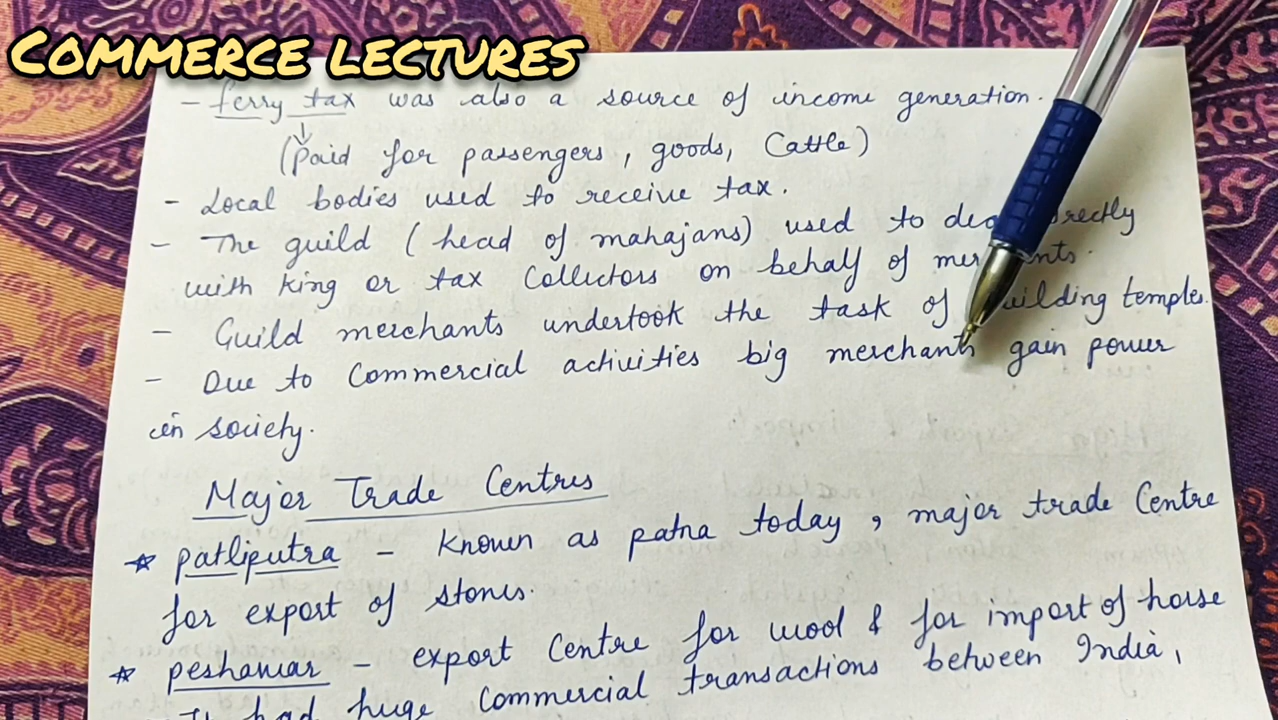 COMMERCE LECTURES
- ferry tax was also a source of income generation.
(Paid for passengers, goods, Cattle)
- Local bodies used to receive tax.
- The guild (head of mahajans) used to
with king or tax Collectors on behalf of
- Guild merchants undertook the task of building temples.
- Due to Commercial activities big merchants gain power
in society.
Major Trade Centres
* patliputra - known as patna today, major trade Centre
for export of stones.
* peshawar - export Centre for wool & for import of horse
It had huge Commercial transactions between India,